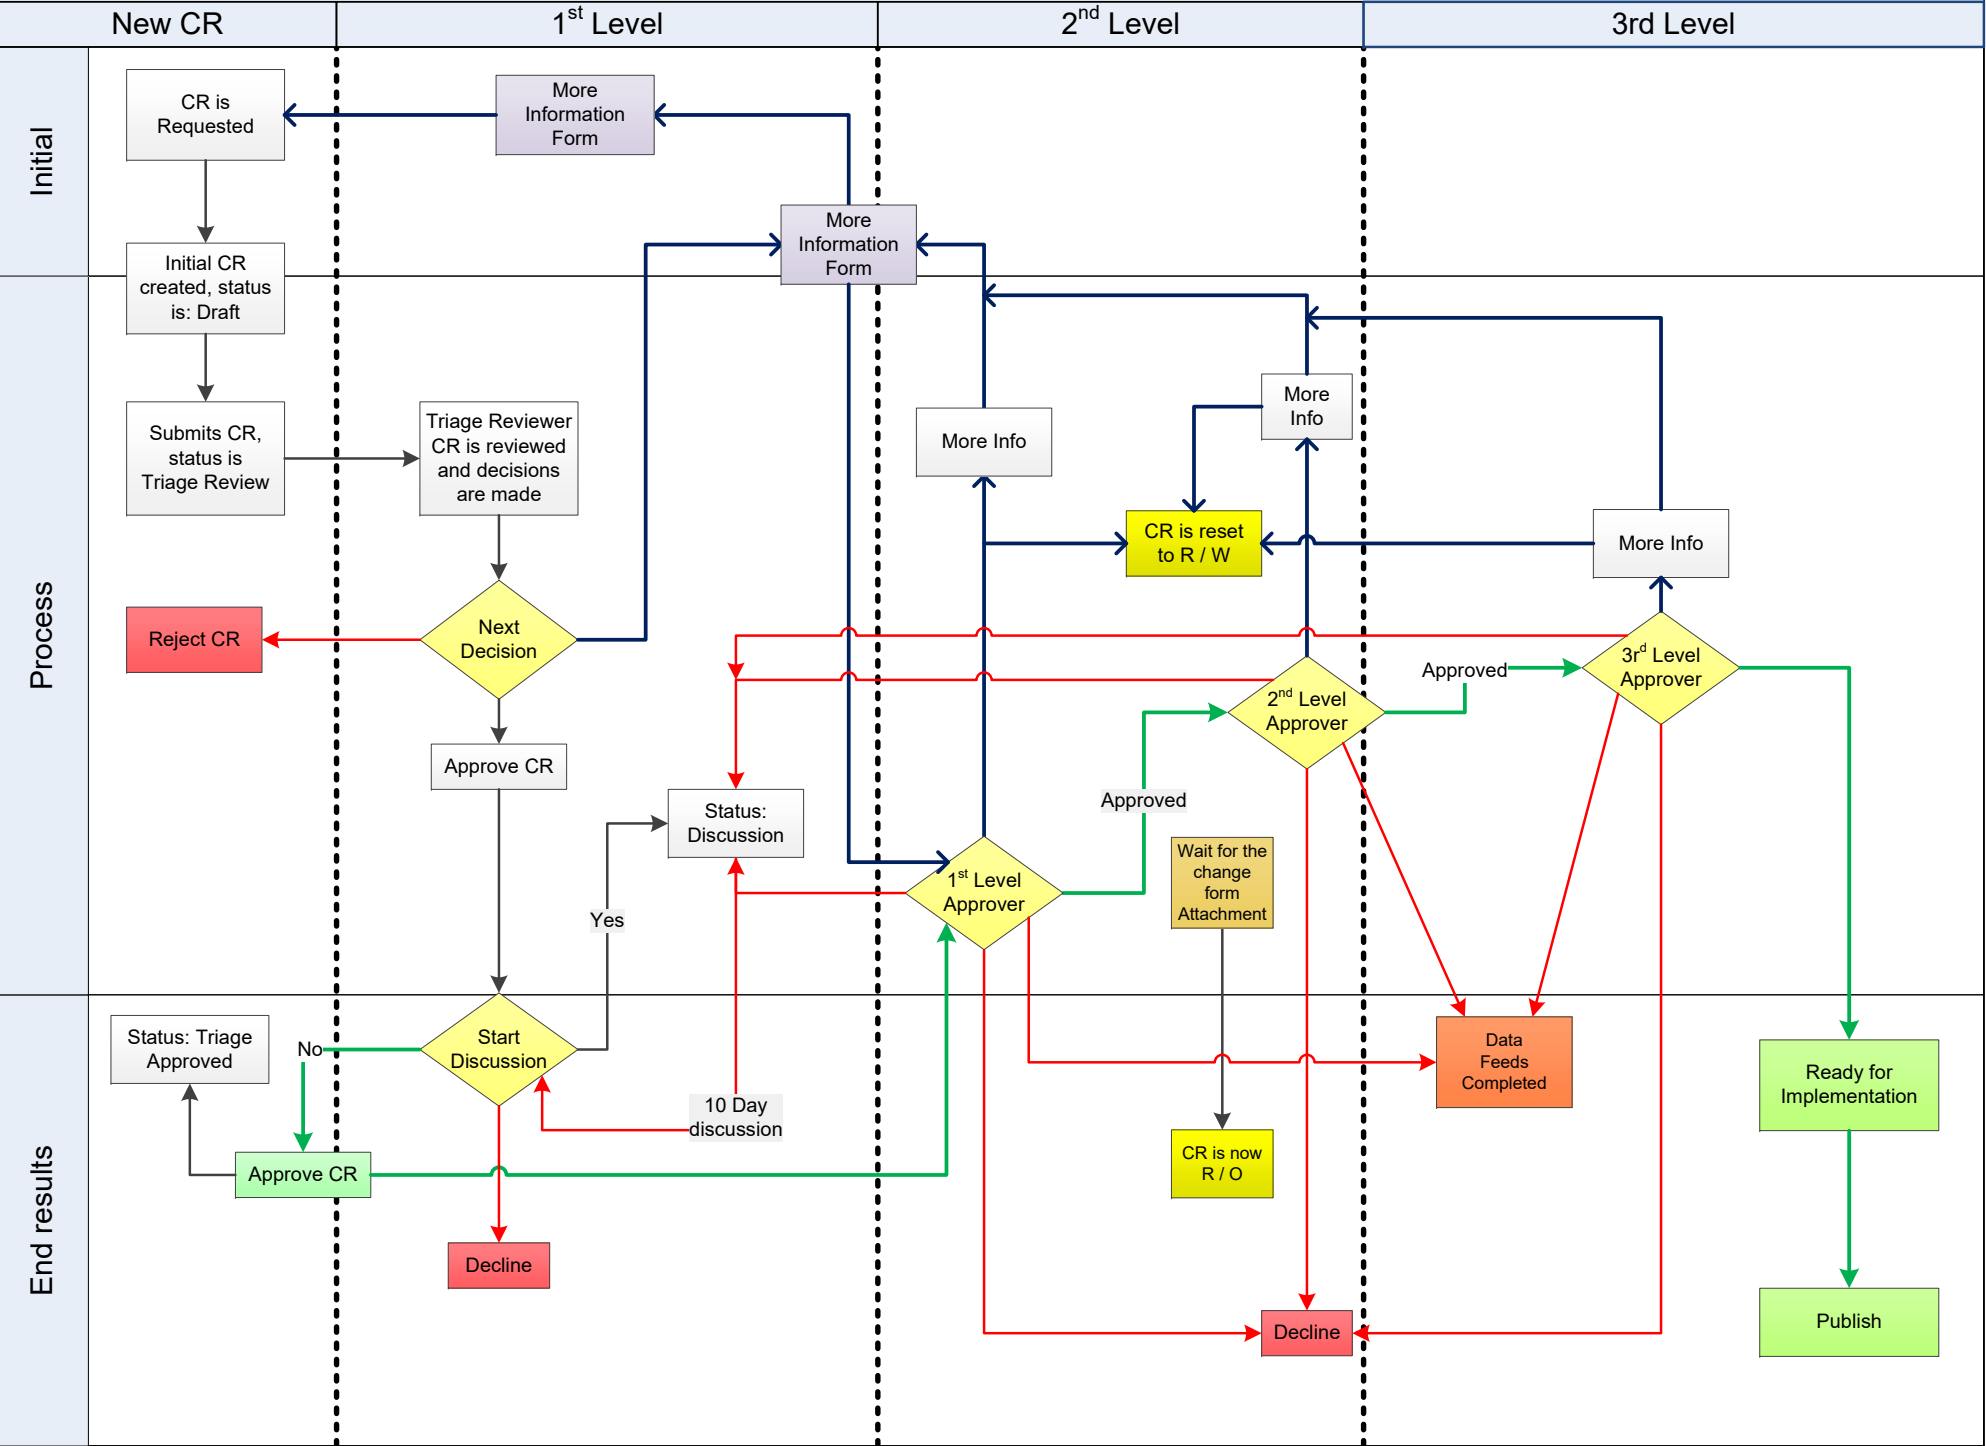 New CR
1st Level
2nd Level
3rd Level
Initial
CR is
Requested
More
Information
Form
More
Information
Form
Initial CR
created, status
is: Draft
Process
Submits CR,
status is
Triage Review
Triage Reviewer
CR is reviewed
and decisions
are made
More Info
More
Info
CR is reset
to R / W
More Info
Reject CR
Next
Decision
Approved
3rd Level
Approver
2nd Level
Approver
Approve CR
Status:
Discussion
Approved
Wait for the
change
form
Attachment
1st Level
Approver
Yes
End results
Status: Triage
Approved
No
Start
Discussion
Data
Feeds
Completed
Ready for
Implementation
10 Day
discussion
Approve CR
CR is now
R / O
Decline
Decline
Publish